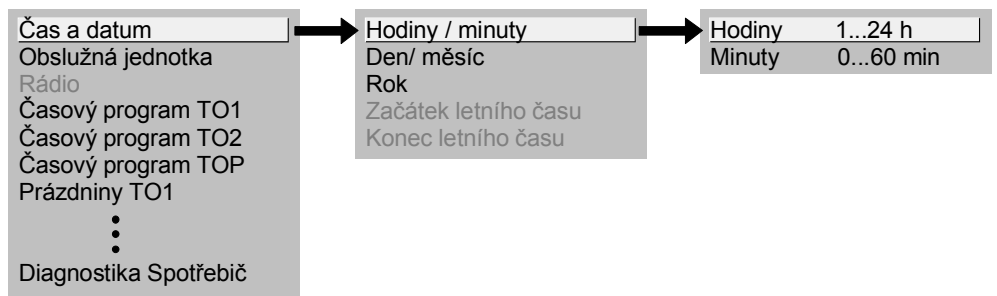 Čas a datum
Obslužná jednotka
Rádio
Časový program TO1
Časový program TO2
Časový program TOP
Prázdniny TO1
Diagnostika Spotřebič
Hodiny / minuty
Den/ měsíc
Rok
Začátek letního času
Konec letního času
Hodiny 1...24 h
Minuty 0...60 min